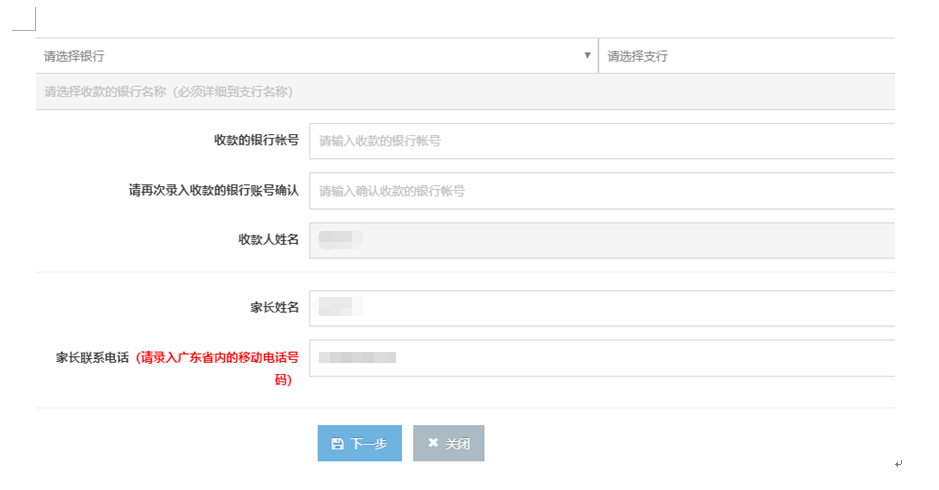 请选择银行 请选择支行
请选择收款的银行名称（必须详细到支行名称）
收款的银行帐号 请输入收款的银行帐号
请再次录入收款的银行账号确认 请输入确认收款的银行帐号
收款人姓名
家长姓名
家长联系电话（请录入广东省内的移动电话号
码）
下一步 关闭